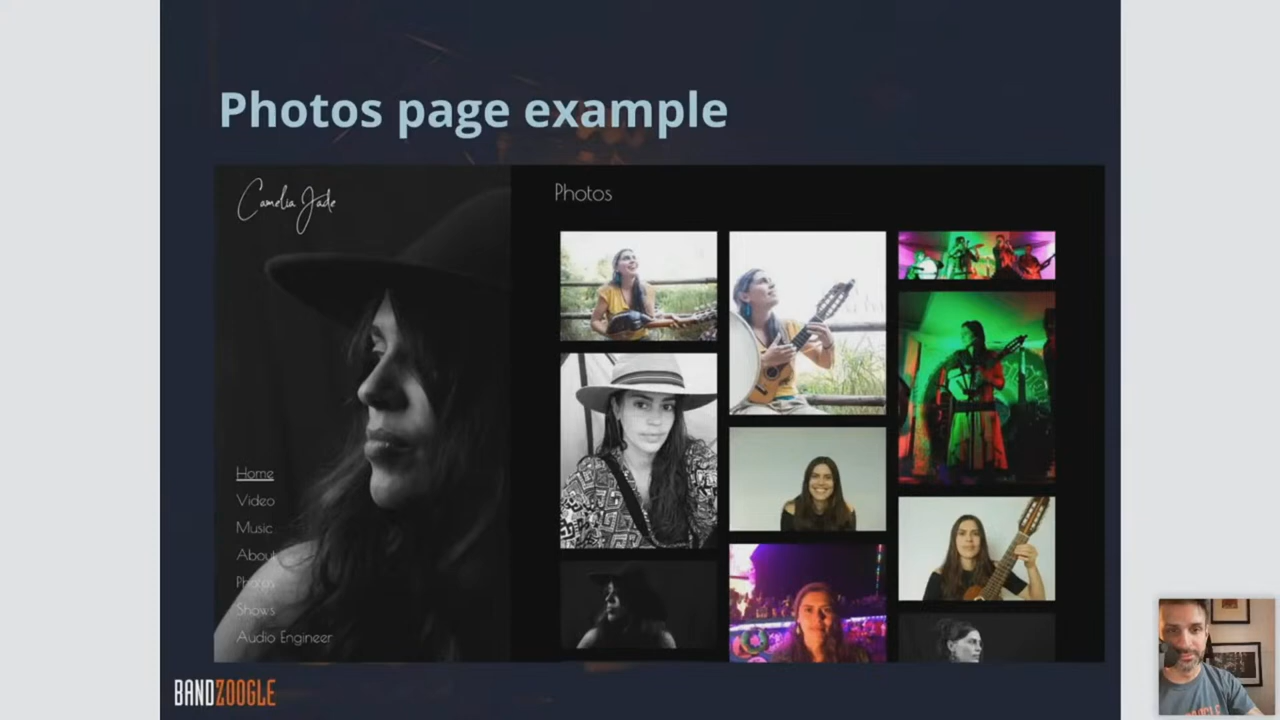 Photos page example
Camelia Jade
Photos
Home
Video
Music
About
Photos
Shows
Audio Engineer
BANDZOOGLE